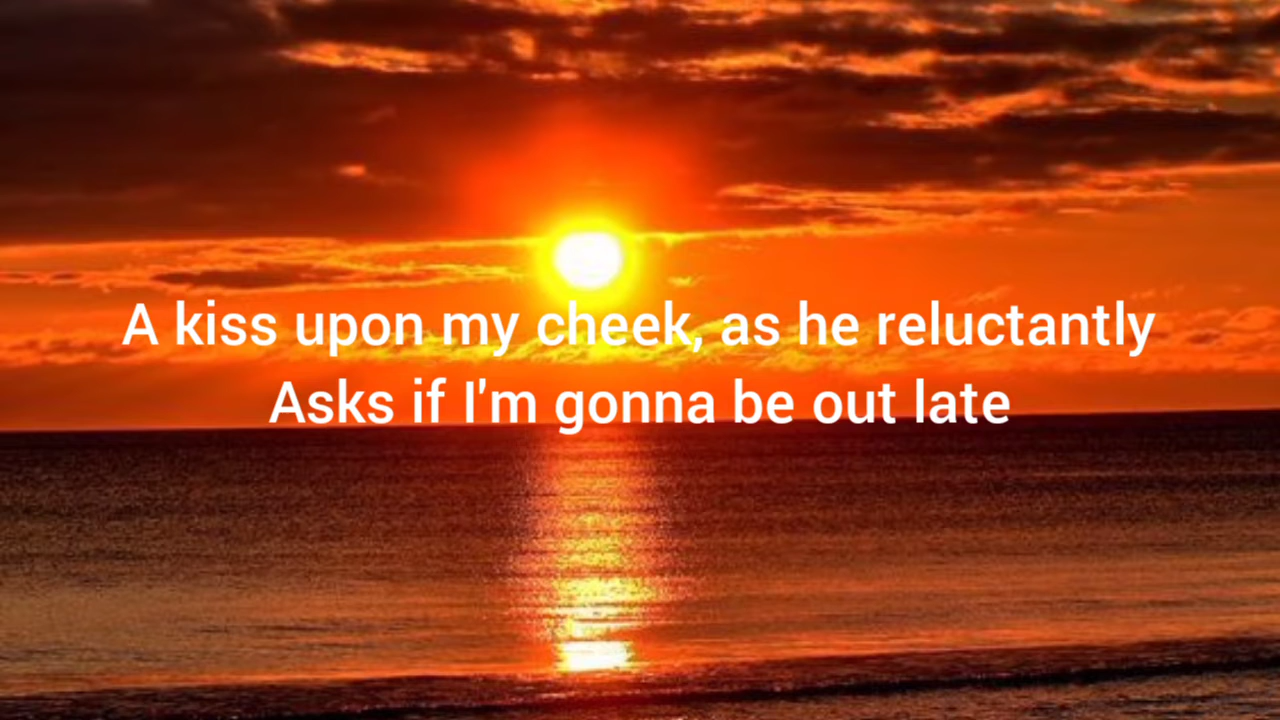 A kiss upon my cheek, as he reluctantly
Asks if I'm gonna be out late